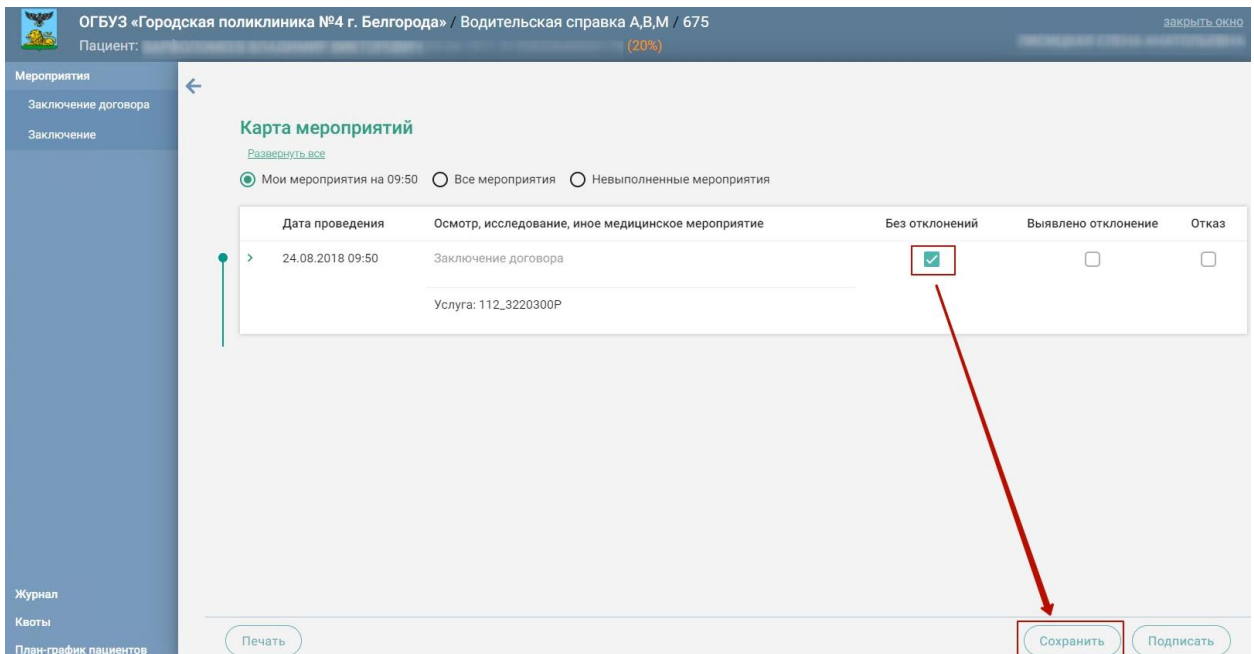 ОГБУЗ «Городская поликлиника №4 г. Белгорода» / Водительская справка А,В,М / 675
закрыть окно
Пациент: (20%)
Мероприятия
Заключение договора
Заключение
Карта мероприятий
Развернуть все
Мои мероприятия на 09:50 Все мероприятия Невыполненные мероприятия
Дата проведения Осмотр, исследование, иное медицинское мероприятие Без отклонений Выявлено отклонение Отказ
24.08.2018 09:50 Заключение договора
Услуга: 112_3220300Р
Журнал
Квоты
План-график пациентов
Печать Сохранить Подписать